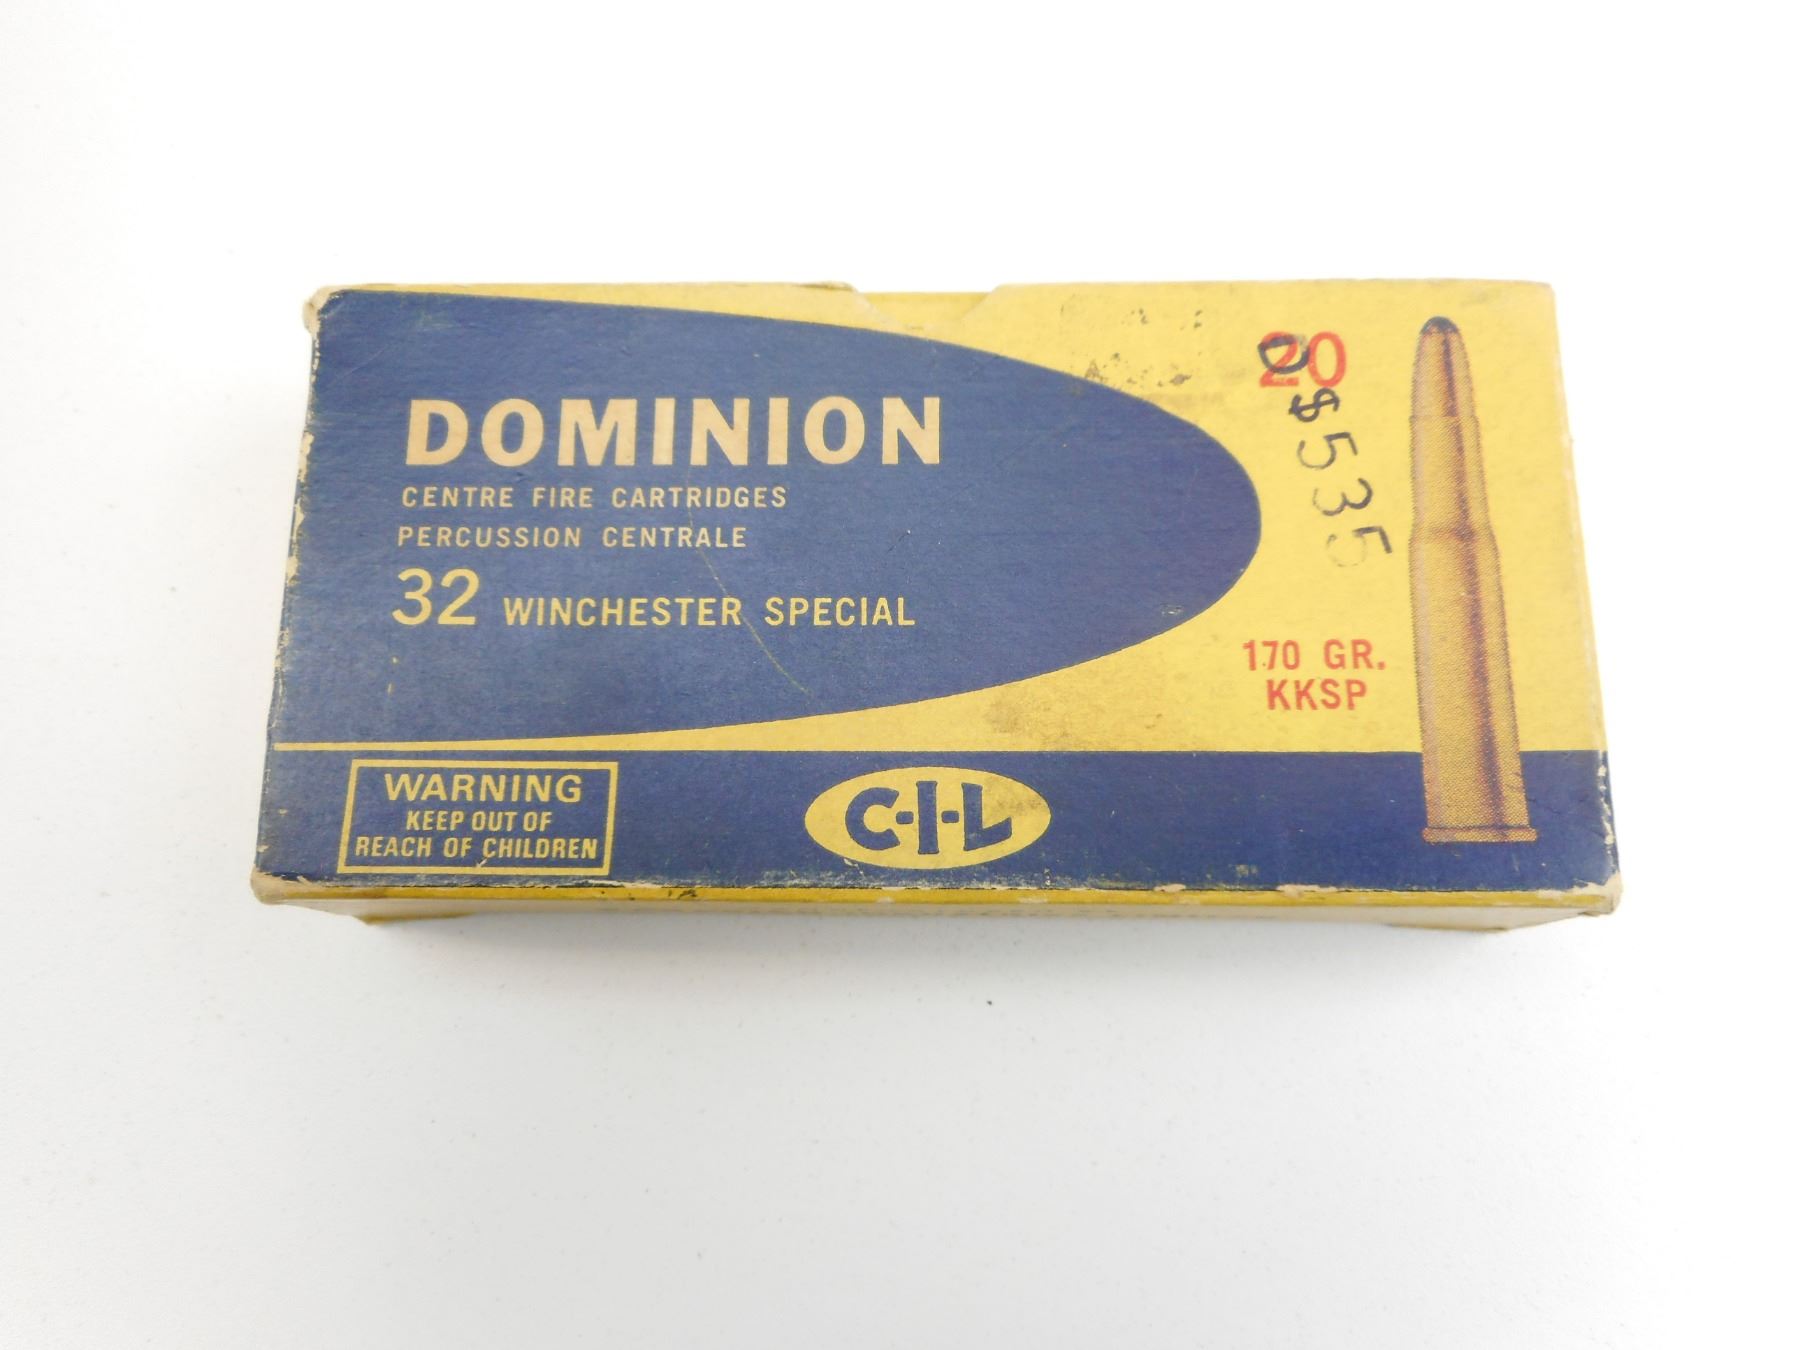 DOMINION
CENTRE FIRE CARTRIDGES
PERCUSSION CENTRALE
32 WINCHESTER SPECIAL
20
$535
170 GR.
KKSP
WARNING
KEEP OUT OF
REACH OF CHILDREN
C-I-L